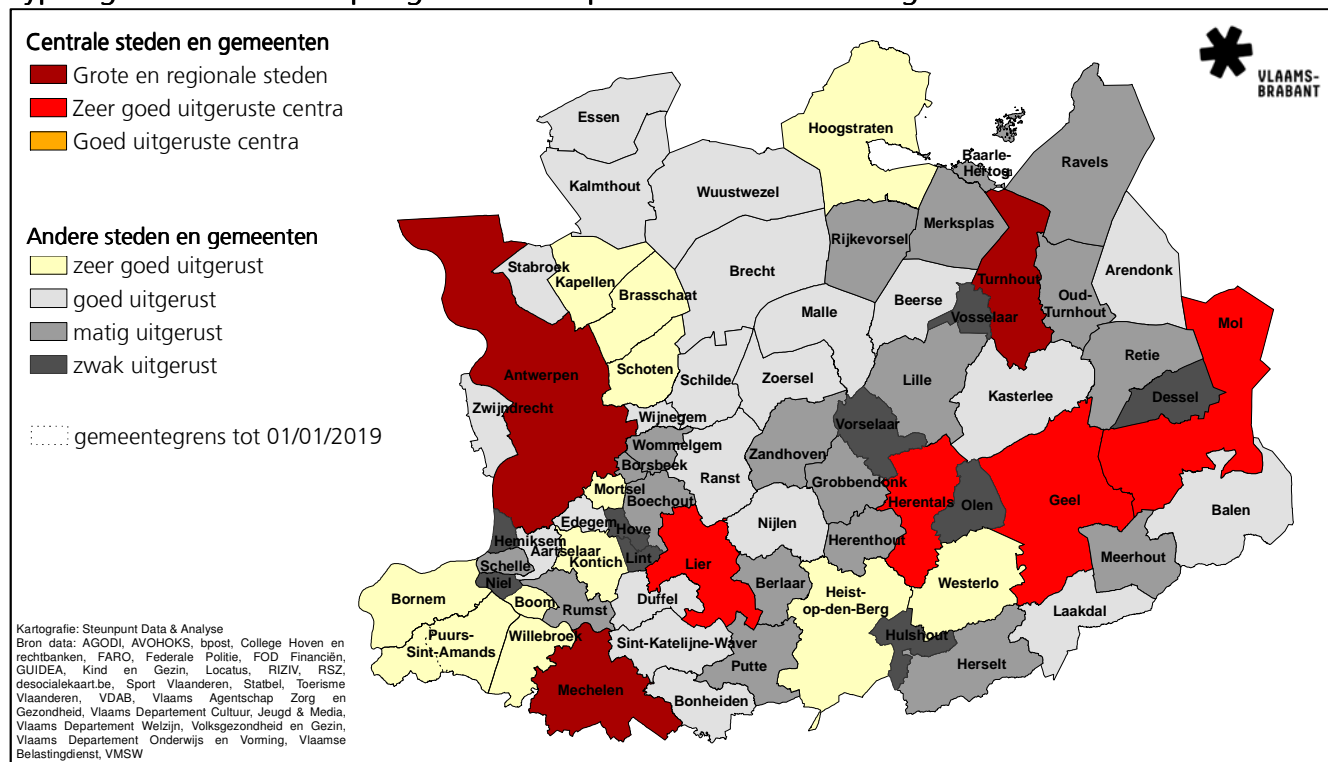 Centrale steden en gemeenten
Grote en regionale steden
Zeer goed uitgeruste centra
Goed uitgeruste centra
Andere steden en gemeenten
zeer goed uitgerust
goed uitgerust
matig uitgerust
zwak uitgerust
gemeentegrens tot 01/01/2019
VLAAMS-
BRABANT
Essen
Hoogstraten
Baarle-
Hertog
Ravels
Kalmthout
Wuustwezel
Merksplas
Rijkevorsel
Stabroek
Kapellen
Brecht
Turnhout
Arendonk
Brasschaat
Beerse
Oud-
Turnhout
Malle
Vosselaar
Mol
Retie
Schoten
Antwerpen
Schilde
Zoersel
Lille
Kasterlee
Dessel
Zwijndrecht
Wijnegem
Vorselaar
Wommelgem
Zandhoven
Borsbeek
Ranst
Grobbendonk
Mortsel
Boechout
Herentals
Olen
Geel
Balen
Edegem
Hove
Nijlen
Hemiksem
Aartselaar
Herenthout
Kontich
Lint
Lier
Meerhout
Schelle
Niel
Berlaar
Westerlo
Heist-
op-den-Berg
Bornem
Boom
Rumst
Duffel
Laakdal
Puurs-
Sint-Amands
Willebroek
Sint-Katelijne-Waver
Hulshout
Putte
Herselt
Mechelen
Bonheiden
Kartografie: Steunpunt Data & Analyse
Bron data: AGODI, AVOHOKS, bpost, College Hoven en
rechtbanken, FARO, Federale Politie, FOD Financiën,
GUIDEA, Kind en Gezin, Locatus, RIZIV, RSZ,
desocialekaart.be, Sport Vlaanderen, Statbel, Toerisme
Vlaanderen, VDAB, Vlaams Agentschap Zorg en
Gezondheid, Vlaams Departement Cultuur, Jeugd & Media,
Vlaams Departement Welzijn, Volksgezondheid en Gezin,
Vlaams Departement Onderwijs en Vorming, Vlaamse
Belastingdienst, VMSW